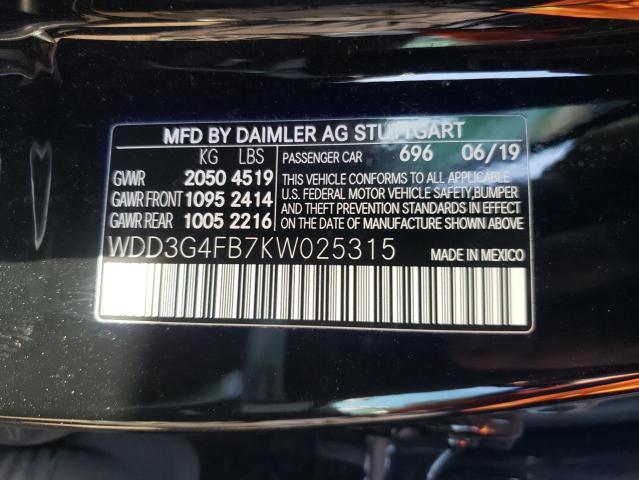 MFD BY DAIMLER AG STUTTGART
KG LBS PASSENGER CAR 696 06/19
GVWR 2050 4519 THIS VEHICLE CONFORMS TO ALL APPLICABLE
GAWR FRONT 1095 2414 U.S. FEDERAL MOTOR VEHICLE SAFETY, BUMPER
GAWR REAR 1005 2216 AND THEFT PREVENTION STANDARDS IN EFFECT
ON THE DATE OF MANUFACTURE SHOWN ABOVE
WDD3G4FB7KW025315 MADE IN MEXICO